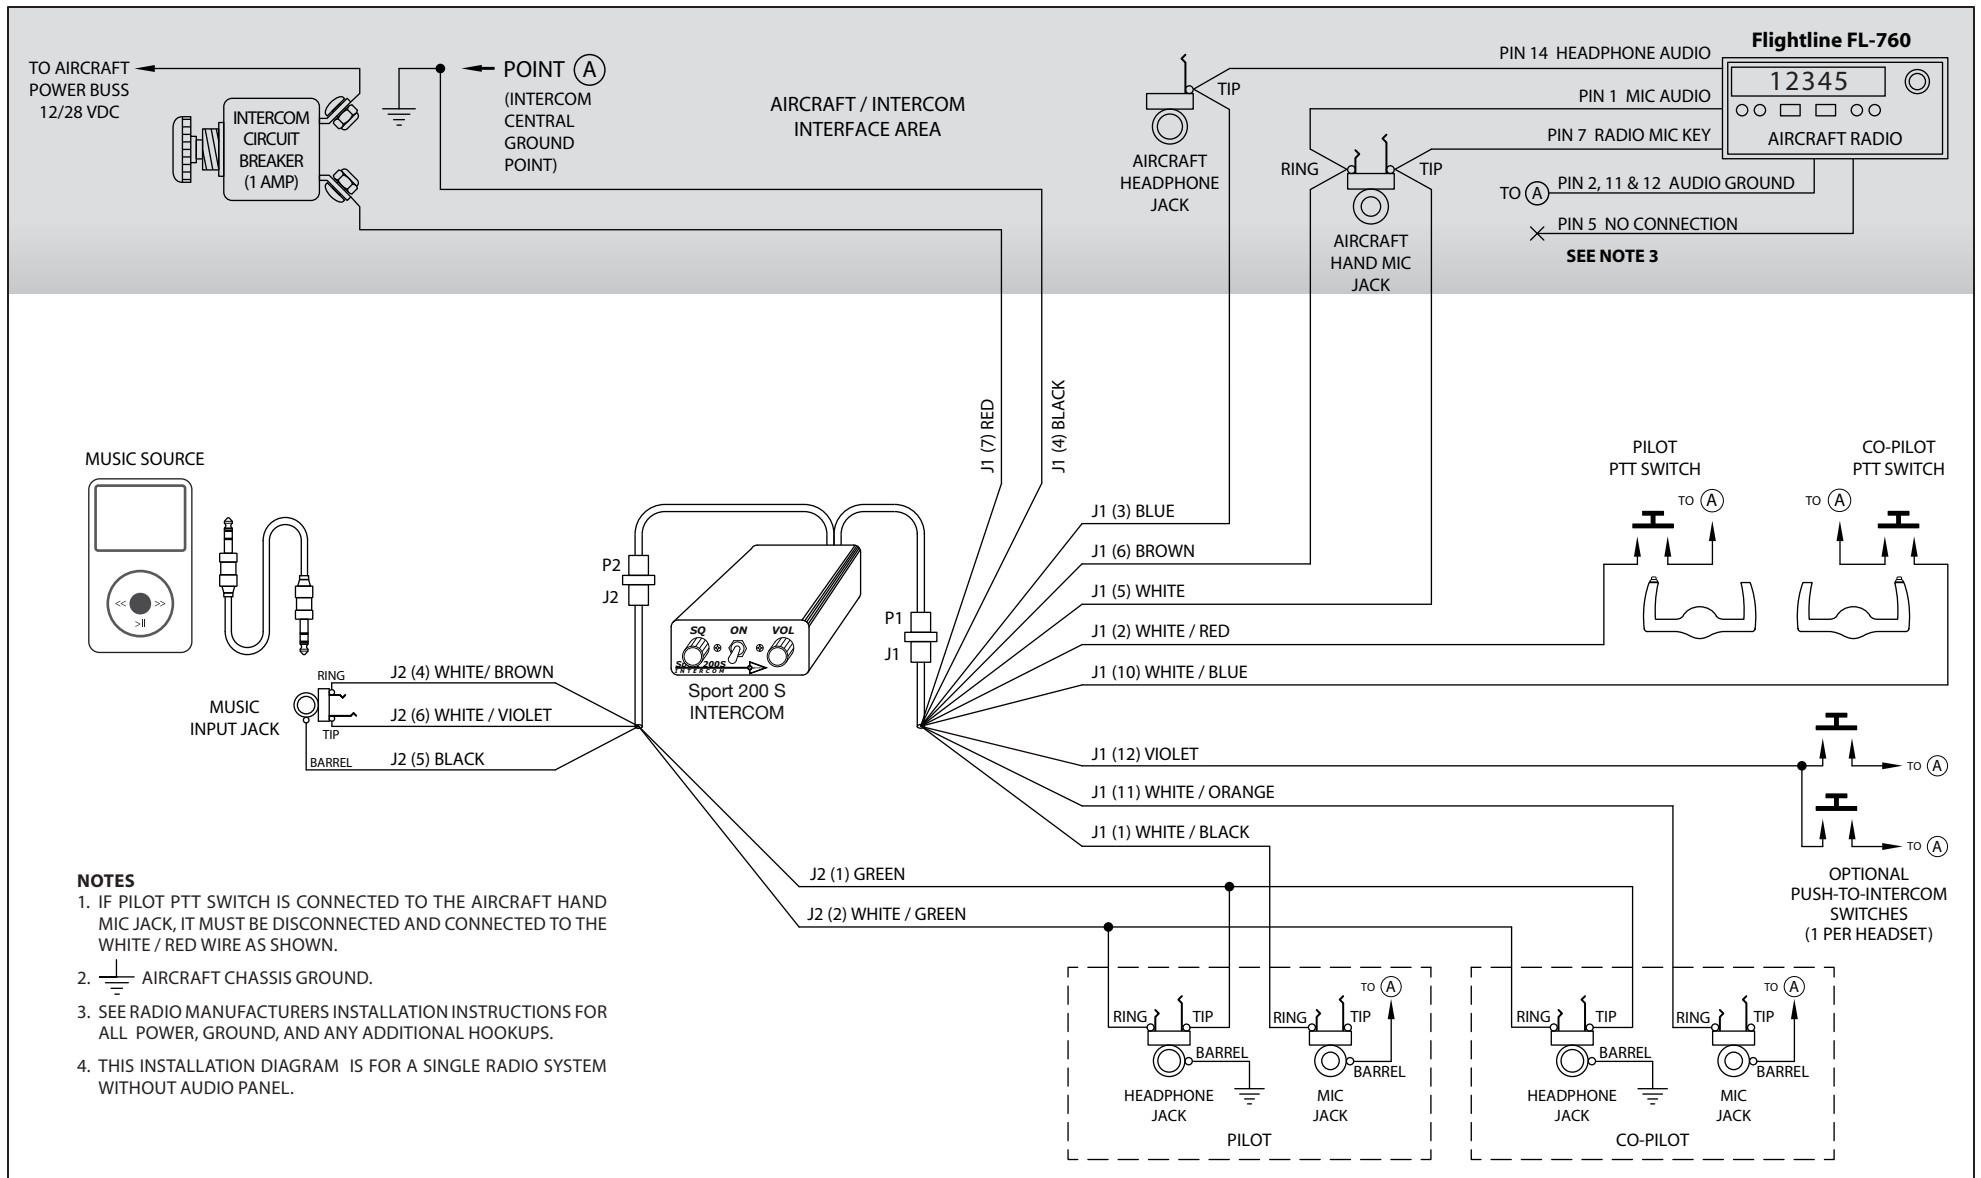 TO AIRCRAFT
POWER BUSS
12/28 VDC
INTERCOM
CIRCUIT
BREAKER
(1 AMP)
POINT A
(INTERCOM
CENTRAL
GROUND
POINT)
AIRCRAFT / INTERCOM
INTERFACE AREA
TIP
AIRCRAFT
HEADPHONE
JACK
RING
TIP
AIRCRAFT
HAND MIC
JACK
Flightline FL-760
PIN 14 HEADPHONE AUDIO
PIN 1 MIC AUDIO
PIN 7 RADIO MIC KEY
12345
AIRCRAFT RADIO
TO A
PIN 2, 11 & 12 AUDIO GROUND
PIN 5 NO CONNECTION
SEE NOTE 3
J1 (7) RED
J1 (4) BLACK
MUSIC SOURCE
<< >>
>II
P2
J2
P1
J1
SQ ON VOL
Sport 200S
INTERCOM
Sport 200 S
INTERCOM
J1 (3) BLUE
J1 (6) BROWN
J1 (5) WHITE
J1 (2) WHITE / RED
J1 (10) WHITE / BLUE
J1 (12) VIOLET
J1 (11) WHITE / ORANGE
J1 (1) WHITE / BLACK
PILOT
PTT SWITCH
TO A
CO-PILOT
PTT SWITCH
TO A
TO A
TO A
OPTIONAL
PUSH-TO-INTERCOM
SWITCHES
(1 PER HEADSET)
MUSIC
INPUT JACK
RING
TIP
BARREL
J2 (4) WHITE/ BROWN
J2 (6) WHITE / VIOLET
J2 (5) BLACK
J2 (1) GREEN
J2 (2) WHITE / GREEN
NOTES
1. IF PILOT PTT SWITCH IS CONNECTED TO THE AIRCRAFT HAND
MIC JACK, IT MUST BE DISCONNECTED AND CONNECTED TO THE
WHITE / RED WIRE AS SHOWN.
2. AIRCRAFT CHASSIS GROUND.
3. SEE RADIO MANUFACTURERS INSTALLATION INSTRUCTIONS FOR
ALL POWER, GROUND, AND ANY ADDITIONAL HOOKUPS.
4. THIS INSTALLATION DIAGRAM IS FOR A SINGLE RADIO SYSTEM
WITHOUT AUDIO PANEL.
RING
TIP
BARREL
HEADPHONE
JACK
TO A
RING
TIP
BARREL
MIC
JACK
PILOT
RING
TIP
BARREL
HEADPHONE
JACK
TO A
RING
TIP
BARREL
MIC
JACK
CO-PILOT